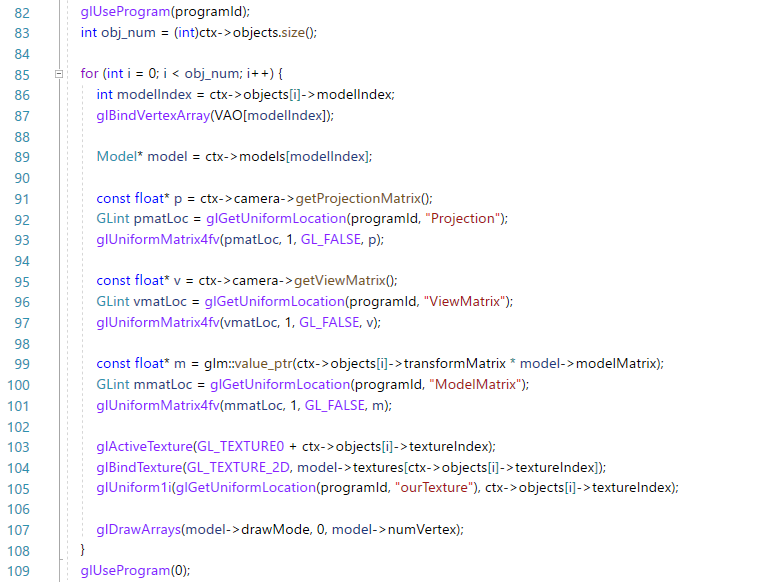 82 glUseProgram(programId);
83 int obj_num = (int)ctx->objects.size();
84
85 for (int i = 0; i < obj_num; i++) {
86 int modelIndex = ctx->objects[i]->modelIndex;
87 glBindVertexArray(VAO[modelIndex]);
88
89 Model* model = ctx->models[modelIndex];
90
91 const float* p = ctx->camera->getProjectionMatrix();
92 GLint pmatLoc = glGetUniformLocation(programId, "Projection");
93 glUniformMatrix4fv(pmatLoc, 1, GL_FALSE, p);
94
95 const float* v = ctx->camera->getViewMatrix();
96 GLint vmatLoc = glGetUniformLocation(programId, "ViewMatrix");
97 glUniformMatrix4fv(vmatLoc, 1, GL_FALSE, v);
98
99 const float* m = glm::value_ptr(ctx->objects[i]->transformMatrix * model->modelMatrix);
100 GLint mmatLoc = glGetUniformLocation(programId, "ModelMatrix");
101 glUniformMatrix4fv(mmatLoc, 1, GL_FALSE, m);
102
103 glActiveTexture(GL_TEXTURE0 + ctx->objects[i]->textureIndex);
104 glBindTexture(GL_TEXTURE_2D, model->textures[ctx->objects[i]->textureIndex]);
105 glUniform1i(glGetUniformLocation(programId, "ourTexture"), ctx->objects[i]->textureIndex);
106
107 glDrawArrays(model->drawMode, 0, model->numVertex);
108 }
109 glUseProgram(0);